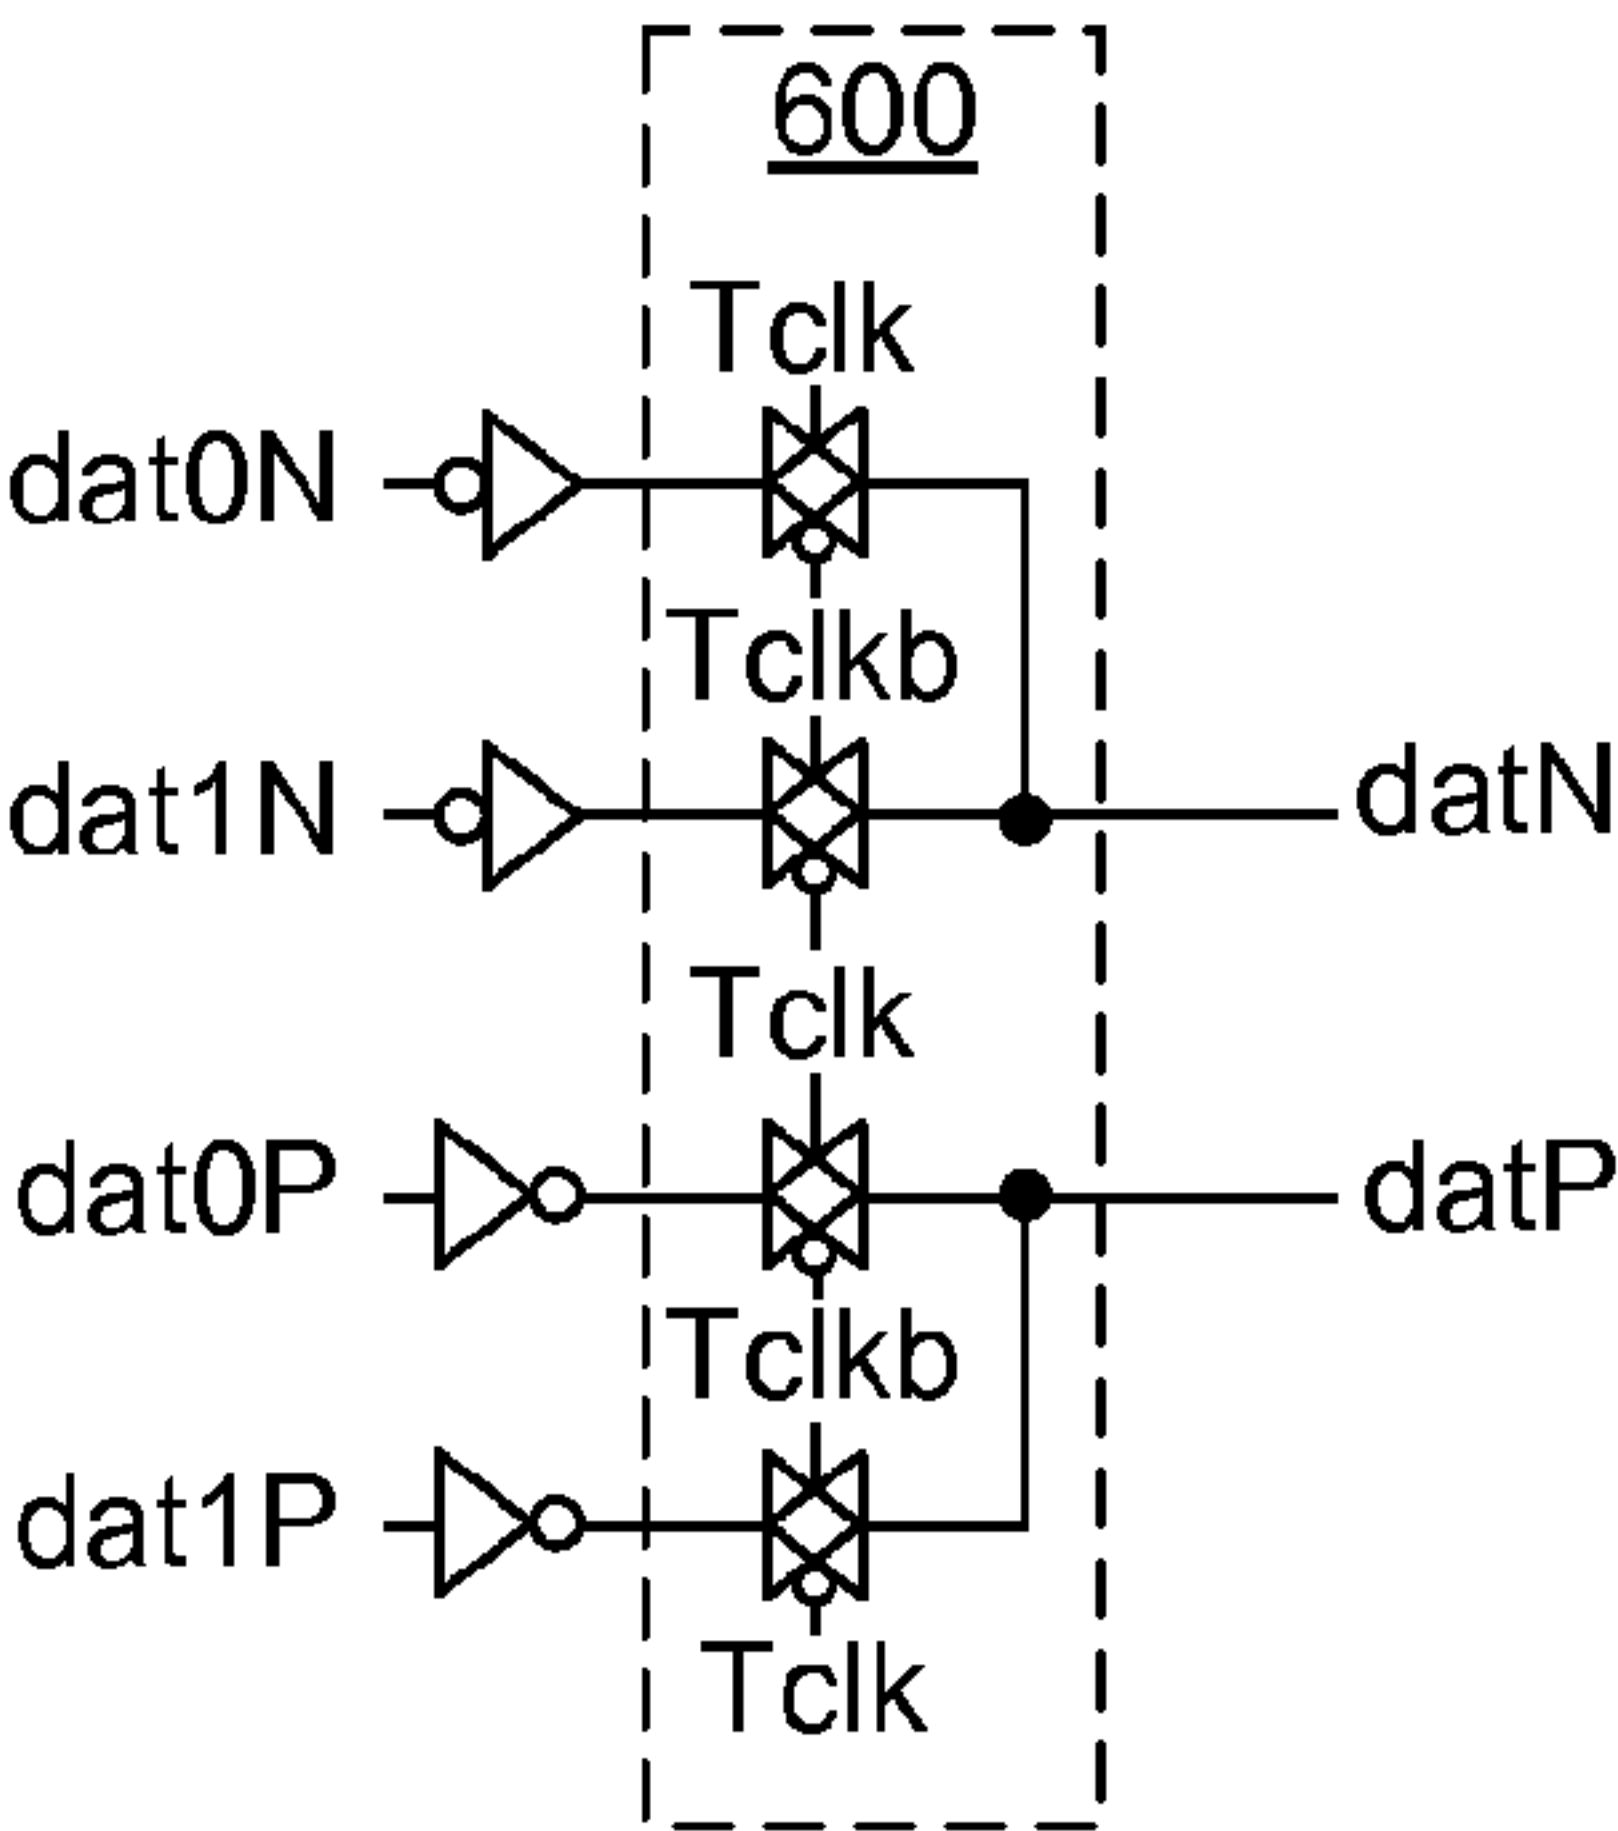 600
Tclk
dat0N
Tclkb
dat1N
datN
Tclk
dat0P
datP
Tclkb
dat1P
Tclk